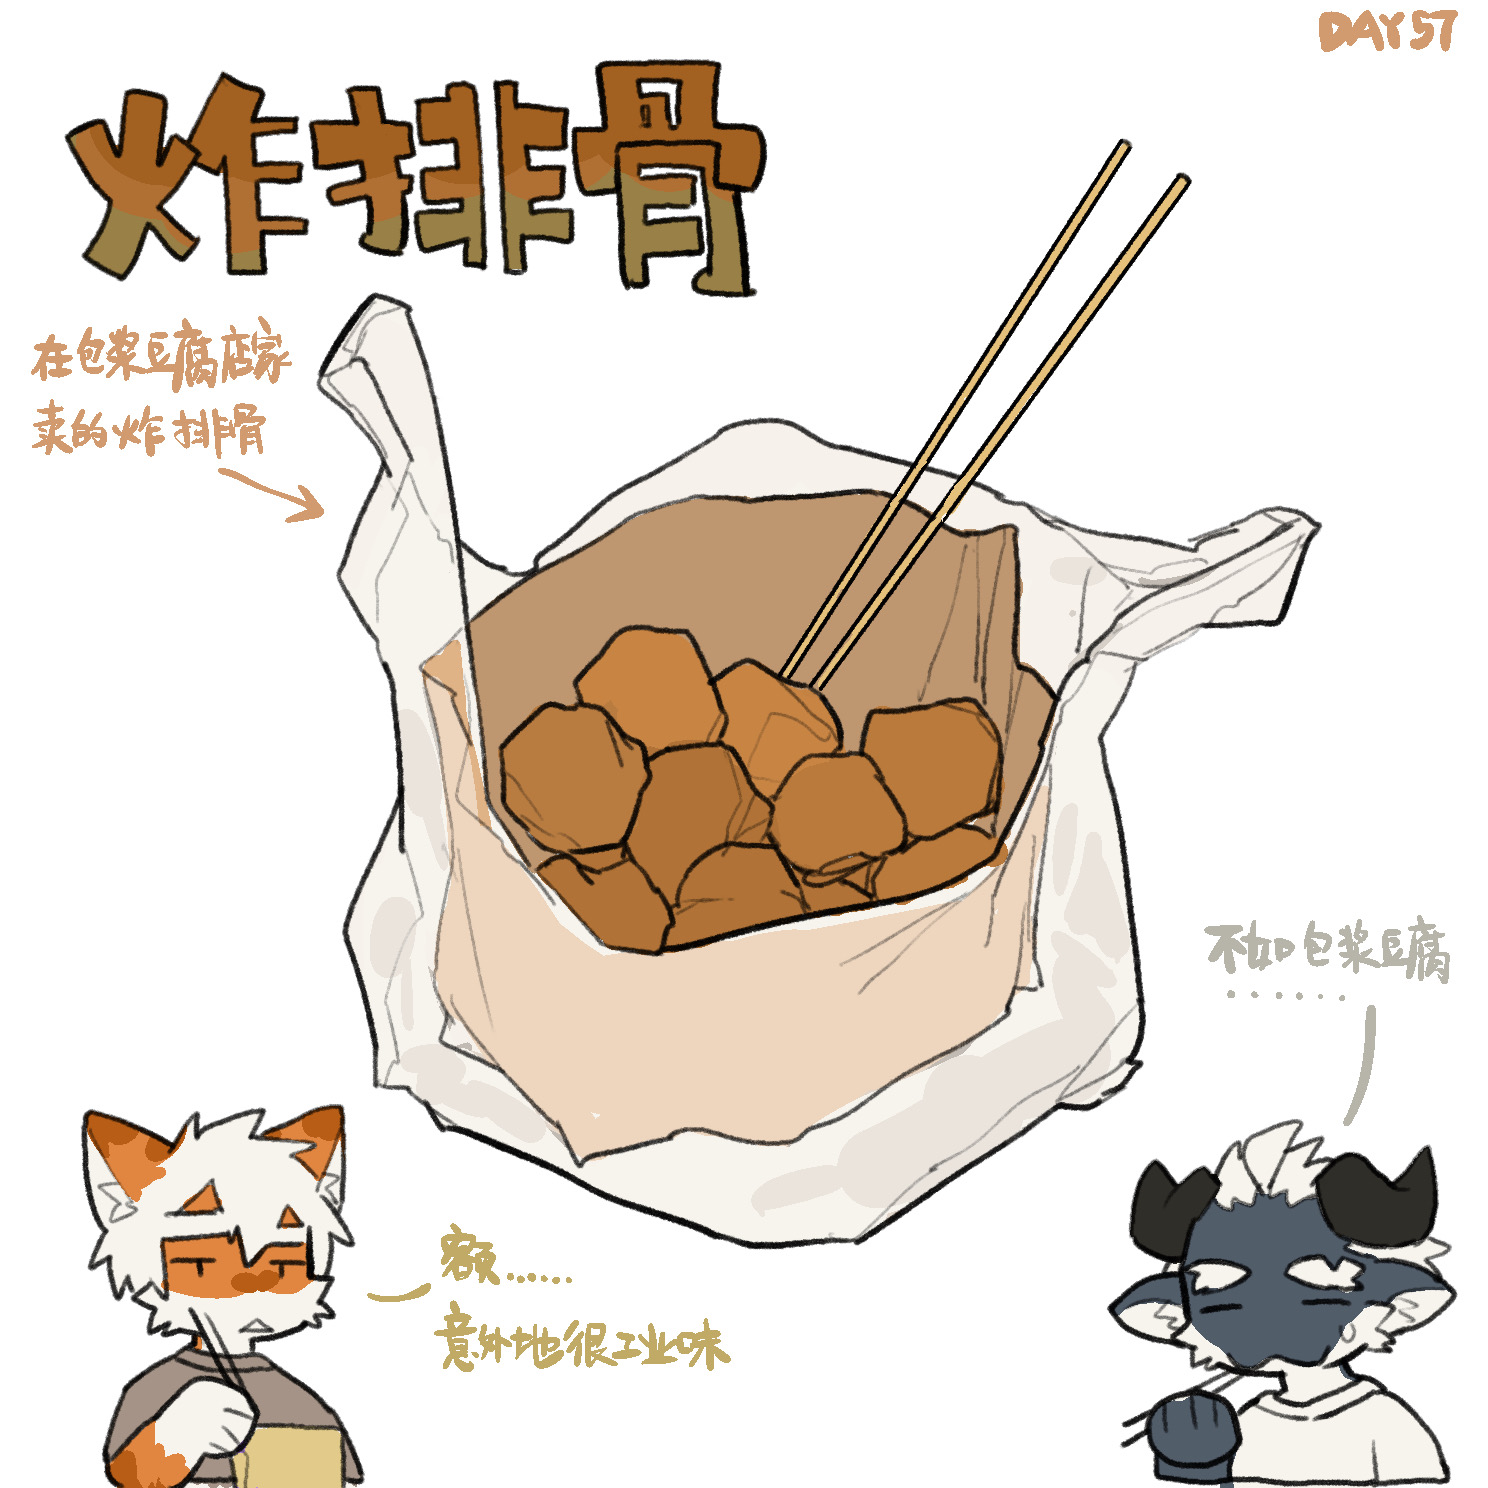 DAY 57
炸排骨
在包浆豆腐店家
卖的炸排骨
不如包浆豆腐
......
额......
意外地很工业味